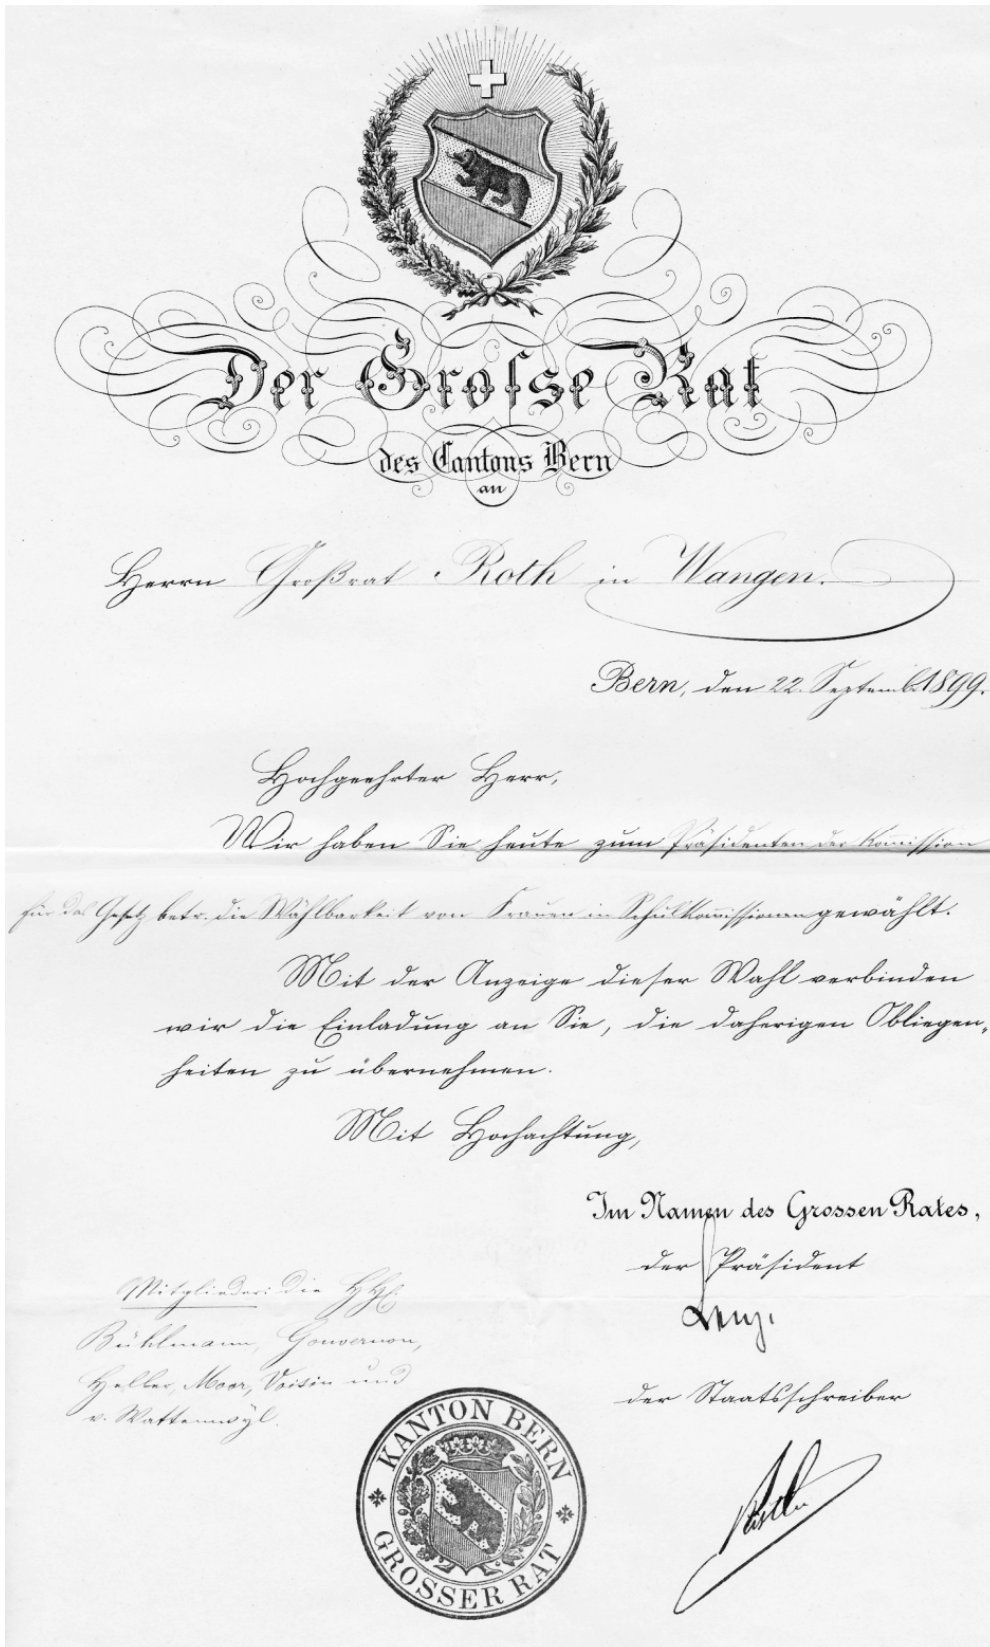 Der Grosse Rat
des Cantons Bern
an
Herrn Großrat Roth in Wangen.
Bern, den 22. Septemb. 1899.
Hochgeehrter Herr,
Wir haben Sie heute zum Präsidenten der Kommission
für das Gesetz betr. die Wählbarkeit von Frauen in Schulkommissionen gewählt.
Mit der Anzeige dieser Wahl verbinden
wir die Einladung an Sie, die daherigen Obliegen-
heiten zu übernehmen.
Mit Hochachtung,
Im Namen des Grossen Rates,
der Präsident
Lenz.
Mitglieder: die HH.
Bühlmann, Gouvernon,
Heller, Moor, Voisin und
v. Wattenwyl.
der Staatsschreiber
KANTON BERN
GROSSER RAT